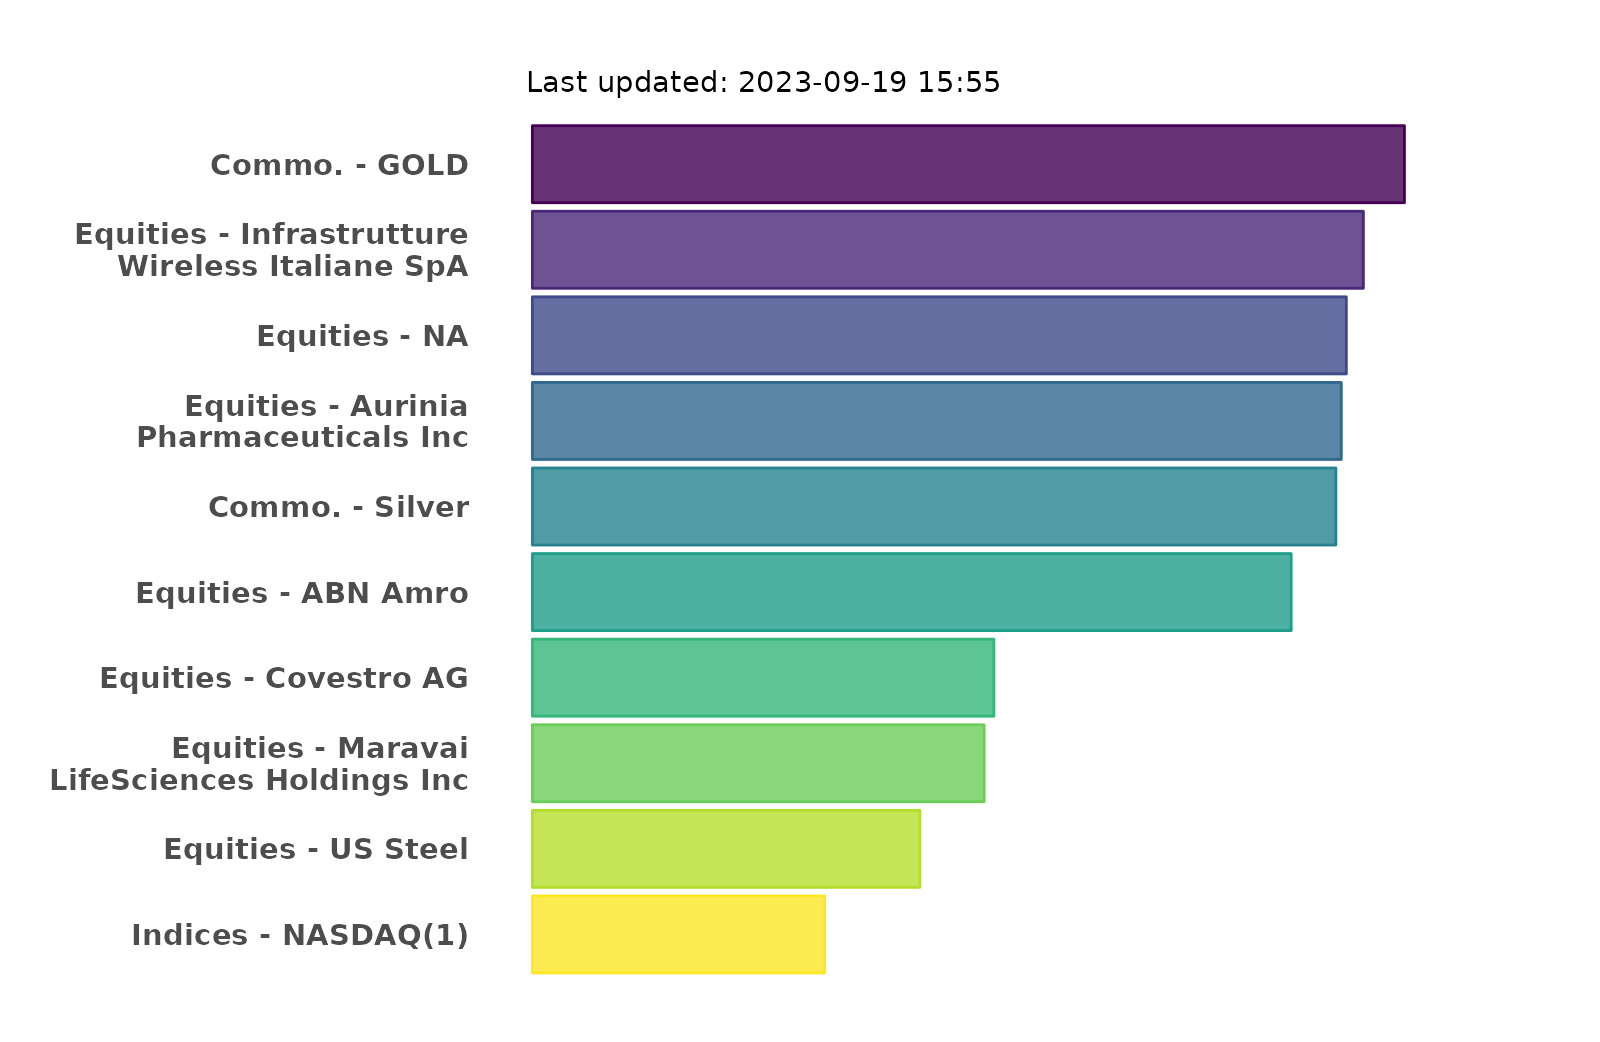 Last updated: 2023-09-19 15:55
Commo. - GOLD
Equities - Infrastrutture
Wireless Italiane SpA
Equities - NA
Equities - Aurinia
Pharmaceuticals Inc
Commo. - Silver
Equities - ABN Amro
Equities - Covestro AG
Equities - Maravai
LifeSciences Holdings Inc
Equities - US Steel
Indices - NASDAQ(1)